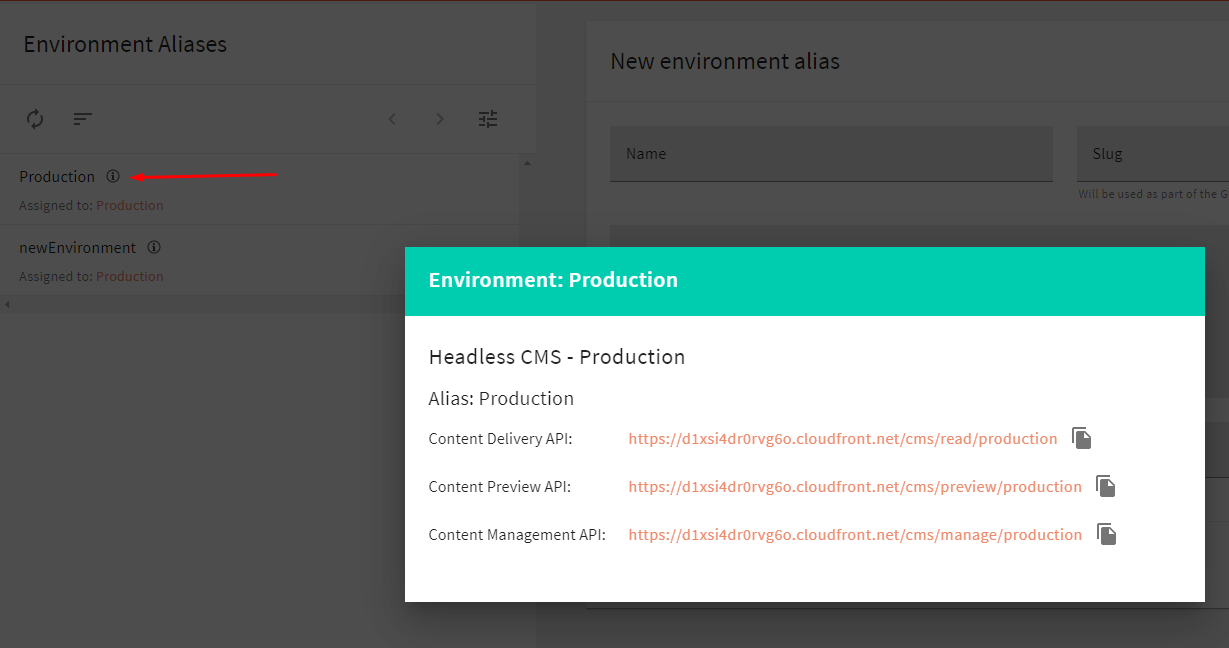 Environment Aliases
New environment alias
Name
Slug
Will be used as part of the G
Production
Assigned to: Production
newEnvironment
Assigned to: Production
Environment: Production
Headless CMS - Production
Alias: Production
Content Delivery API: https://d1xsi4dr0rvg6o.cloudfront.net/cms/read/production
Content Preview API: https://d1xsi4dr0rvg6o.cloudfront.net/cms/preview/production
Content Management API: https://d1xsi4dr0rvg6o.cloudfront.net/cms/manage/production